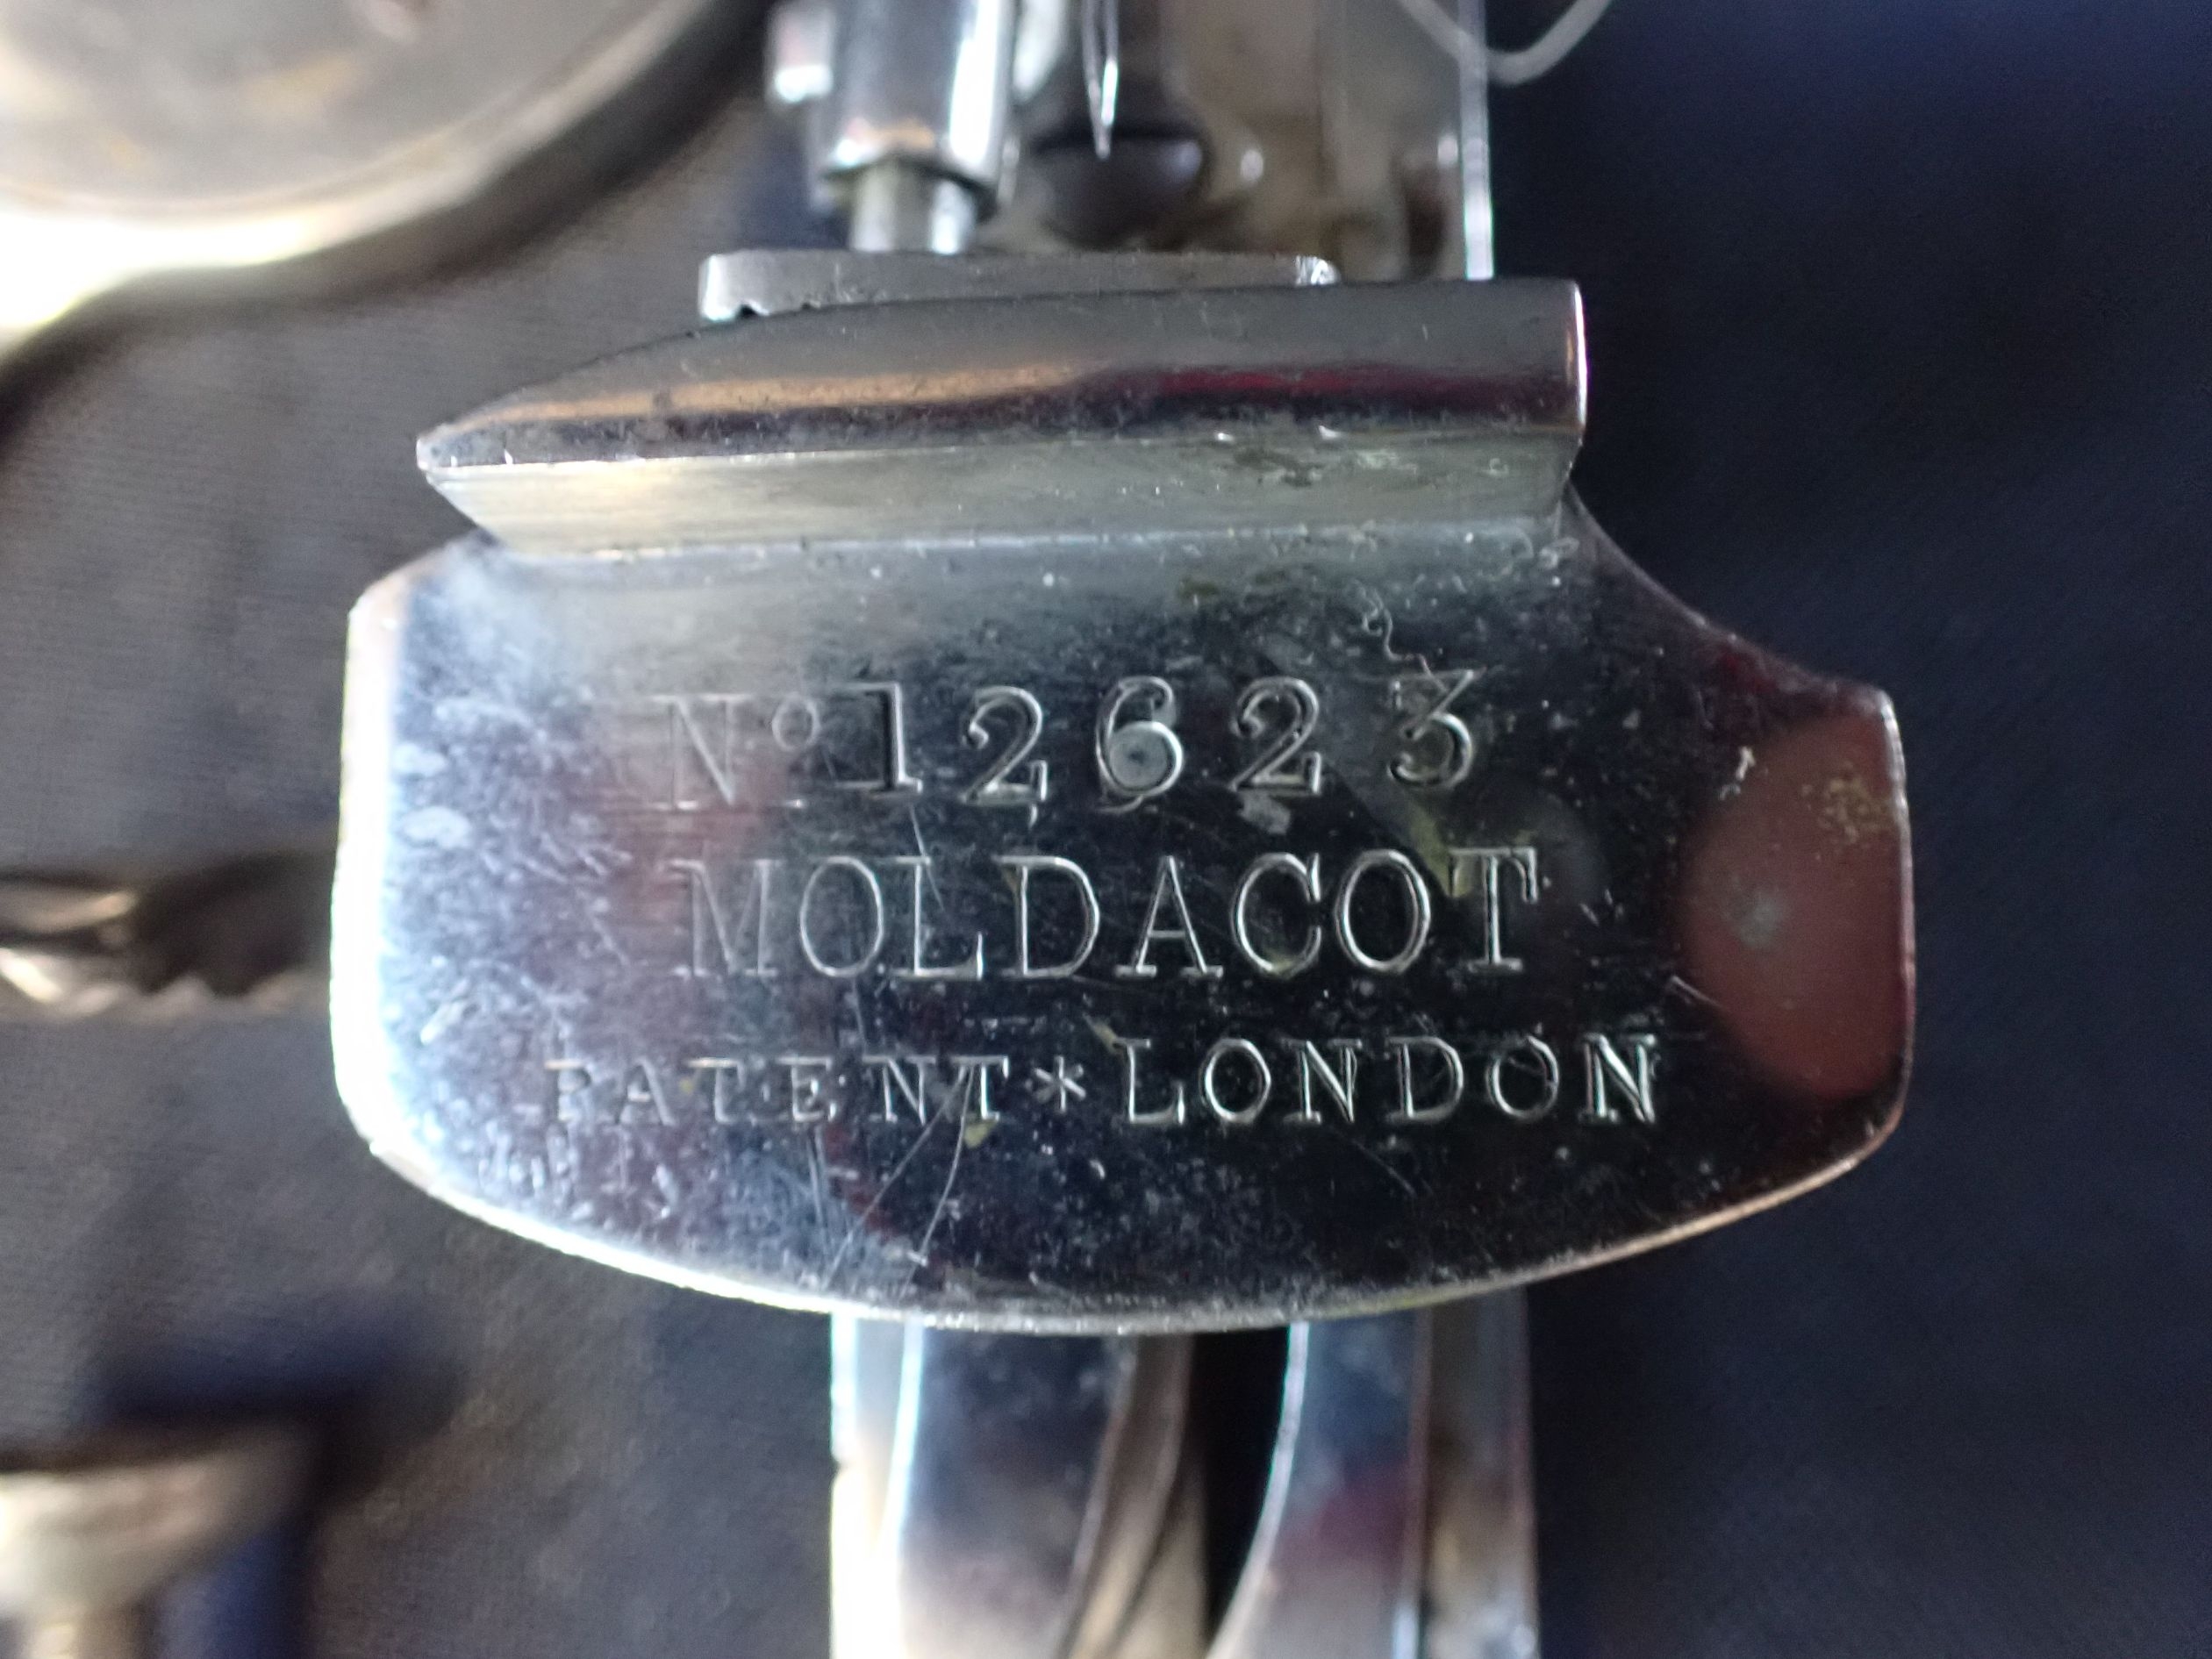 Nº 12623
MOLDACOT
PATENT * LONDON